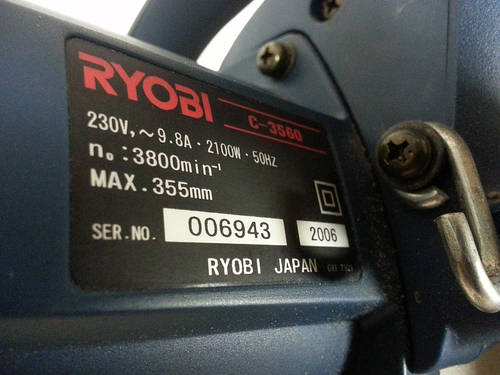 RYOBI C-3560
230V,~9.8A·2100W·50HZ
n₀:3800min⁻¹
MAX.355mm
SER.NO. 006943 2006
RYOBI JAPAN